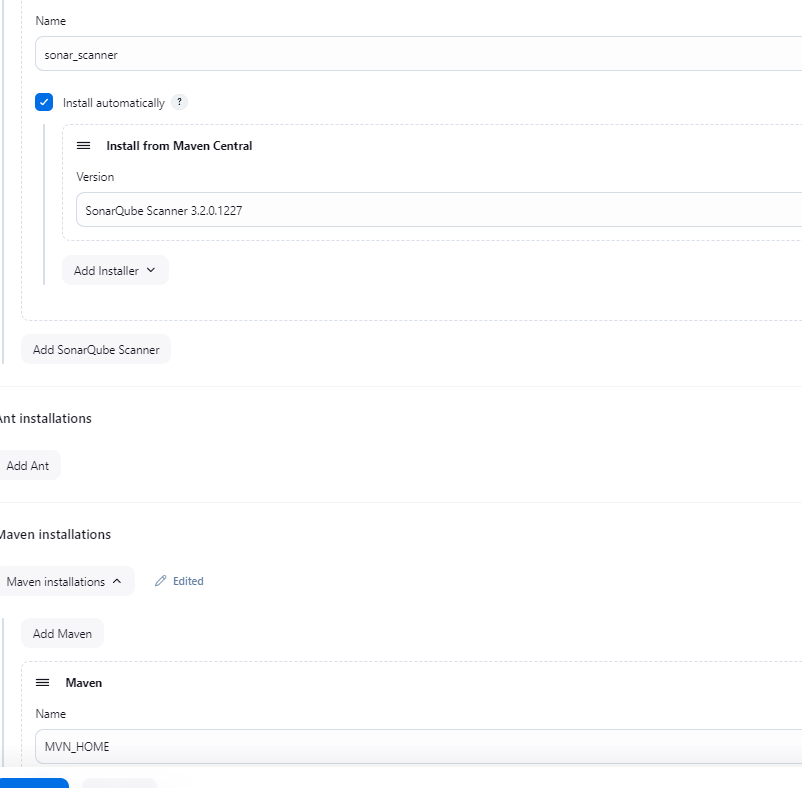 Name
sonar_scanner
Install automatically ?
Install from Maven Central
Version
SonarQube Scanner 3.2.0.1227
Add Installer
Add SonarQube Scanner
Ant installations
Add Ant
Maven installations
Maven installations Edited
Add Maven
Maven
Name
MVN_HOME